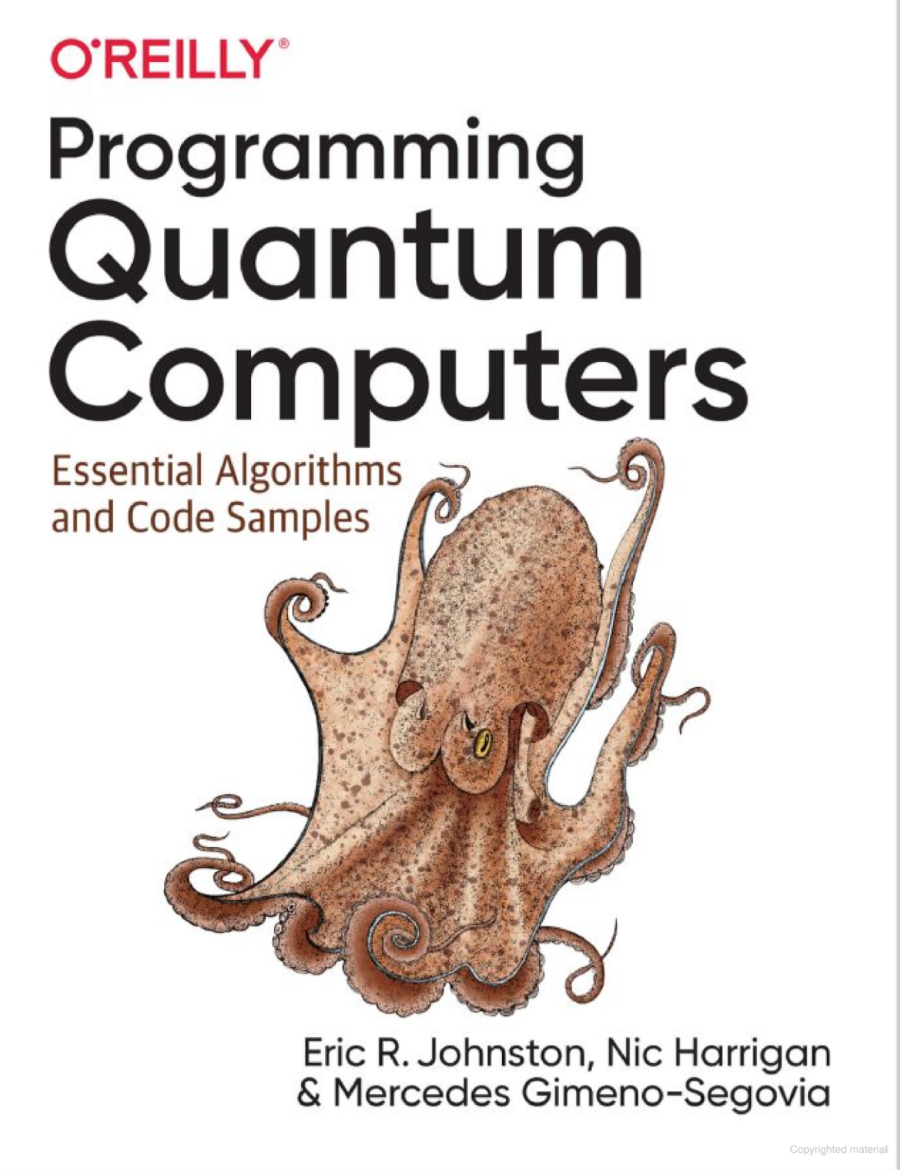 O'REILLY®
Programming
Quantum
Computers
Essential Algorithms
and Code Samples
Eric R. Johnston, Nic Harrigan
& Mercedes Gimeno-Segovia
Copyrighted material